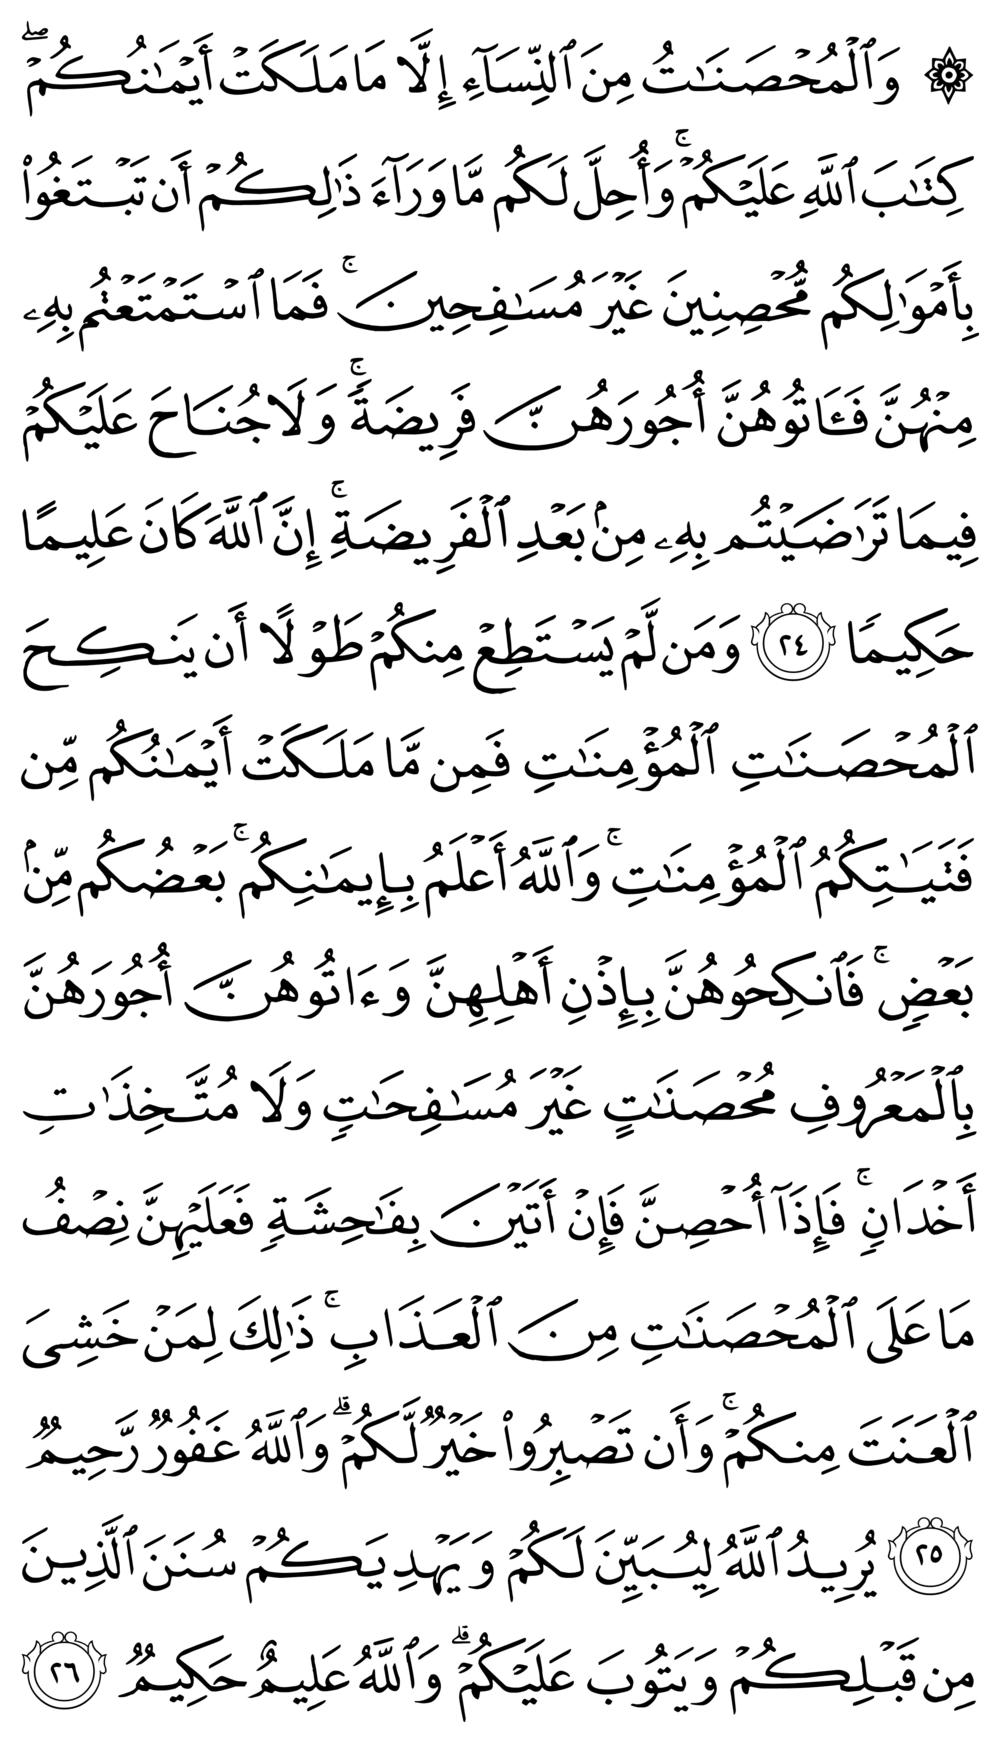 ۞ وَٱلْمُحْصَنَـٰتُ مِنَ ٱلنِّسَآءِ إِلَّا مَا مَلَكَتْ أَيْمَـٰنُكُمْ ۖ
كِتَـٰبَ ٱللَّهِ عَلَيْكُمْ ۚ وَأُحِلَّ لَكُم مَّا وَرَآءَ ذَٰلِكُمْ أَن تَبْتَغُوا۟
بِأَمْوَٰلِكُم مُّحْصِنِينَ غَيْرَ مُسَـٰفِحِينَ ۚ فَمَا ٱسْتَمْتَعْتُم بِهِۦ
مِنْهُنَّ فَـَٔاتُوهُنَّ أُجُورَهُنَّ فَرِيضَةً ۚ وَلَا جُنَاحَ عَلَيْكُمْ
فِيمَا تَرَٰضَيْتُم بِهِۦ مِنۢ بَعْدِ ٱلْفَرِيضَةِ ۚ إِنَّ ٱللَّهَ كَانَ عَلِيمًا
حَكِيمًا ٢٤ وَمَن لَّمْ يَسْتَطِعْ مِنكُمْ طَوْلًا أَن يَنكِحَ
ٱلْمُحْصَنَـٰتِ ٱلْمُؤْمِنَـٰتِ فَمِن مَّا مَلَكَتْ أَيْمَـٰنُكُم مِّن
فَتَيَـٰتِكُمُ ٱلْمُؤْمِنَـٰتِ ۚ وَٱللَّهُ أَعْلَمُ بِإِيمَـٰنِكُم ۚ بَعْضُكُم مِّنۢ
بَعْضٍ ۚ فَٱنكِحُوهُنَّ بِإِذْنِ أَهْلِهِنَّ وَءَاتُوهُنَّ أُجُورَهُنَّ
بِٱلْمَعْرُوفِ مُحْصَنَـٰتٍ غَيْرَ مُسَـٰفِحَـٰتٍ وَلَا مُتَّخِذَٰتِ
أَخْدَانٍ ۚ فَإِذَآ أُحْصِنَّ فَإِنْ أَتَيْنَ بِفَـٰحِشَةٍ فَعَلَيْهِنَّ نِصْفُ
مَا عَلَى ٱلْمُحْصَنَـٰتِ مِنَ ٱلْعَذَابِ ۚ ذَٰلِكَ لِمَنْ خَشِىَ
ٱلْعَنَتَ مِنكُمْ ۚ وَأَن تَصْبِرُوا۟ خَيْرٌ لَّكُمْ ۗ وَٱللَّهُ غَفُورٌ رَّحِيمٌ
٢٥ يُرِيدُ ٱللَّهُ لِيُبَيِّنَ لَكُمْ وَيَهْدِيَكُمْ سُنَنَ ٱلَّذِينَ
مِن قَبْلِكُمْ وَيَتُوبَ عَلَيْكُمْ ۗ وَٱللَّهُ عَلِيمٌ حَكِيمٌ ٢٦